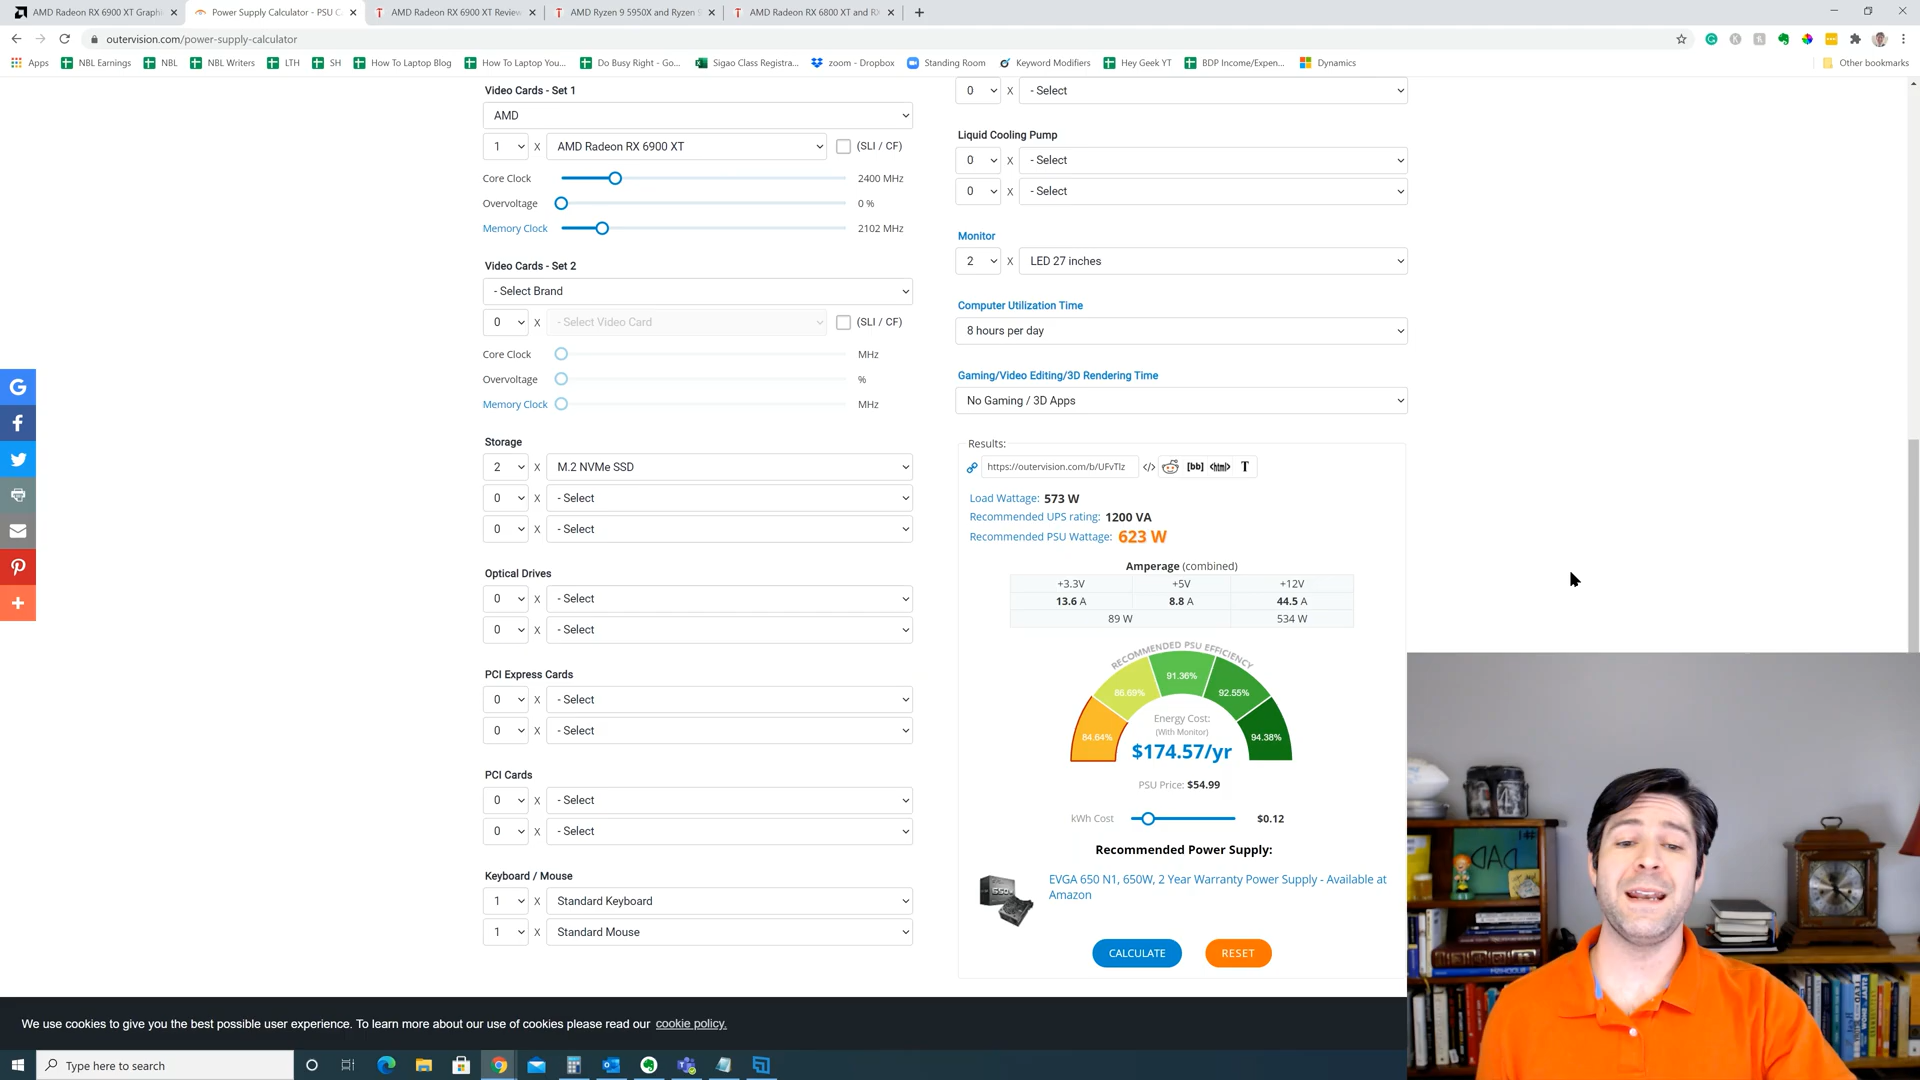 AMD Radeon RX 6900 XT Graphi
Power Supply Calculator - PSU C
AMD Radeon RX 6900 XT Review
AMD Ryzen 9 5950X and Ryzen 9
AMD Radeon RX 6800 XT and RX
outervision.com/power-supply-calculator
Apps
NBL Earnings
NBL
NBL Writers
LTH
SH
How To Laptop Blog
How To Laptop You...
Do Busy Right - Go...
Sigao Class Registra...
zoom - Dropbox
Standing Room
Keyword Modifiers
Hey Geek YT
BDP Income/Expen...
Dynamics
Other bookmarks
Video Cards - Set 1
AMD
1 X AMD Radeon RX 6900 XT (SLI / CF)
Core Clock 2400 MHz
Overvoltage 0 %
Memory Clock 2102 MHz
Video Cards - Set 2
- Select Brand
0 X - Select Video Card (SLI / CF)
Core Clock MHz
Overvoltage %
Memory Clock MHz
Storage
2 X M.2 NVMe SSD
0 X - Select
0 X - Select
Optical Drives
0 X - Select
0 X - Select
PCI Express Cards
0 X - Select
0 X - Select
PCI Cards
0 X - Select
0 X - Select
Keyboard / Mouse
1 X Standard Keyboard
1 X Standard Mouse
0 X - Select
Liquid Cooling Pump
0 X - Select
0 X - Select
Monitor
2 X LED 27 inches
Computer Utilization Time
8 hours per day
Gaming/Video Editing/3D Rendering Time
No Gaming / 3D Apps
Results:
https://outervision.com/b/UFvTlz </> [bb] <html> T
Load Wattage: 573 W
Recommended UPS rating: 1200 VA
Recommended PSU Wattage: 623 W
Amperage (combined)
+3.3V +5V +12V
13.6 A 8.8 A 44.5 A
89 W 534 W
RECOMMENDED PSU EFFICIENCY
84.64% 86.69% 91.36% 92.55% 94.38%
Energy Cost:
(With Monitor)
$174.57/yr
PSU Price: $54.99
kWh Cost $0.12
Recommended Power Supply:
EVGA 650 N1, 650W, 2 Year Warranty Power Supply - Available at
Amazon
CALCULATE RESET
DAD
We use cookies to give you the best possible user experience. To learn more about our use of cookies please read our cookie policy.
Type here to search